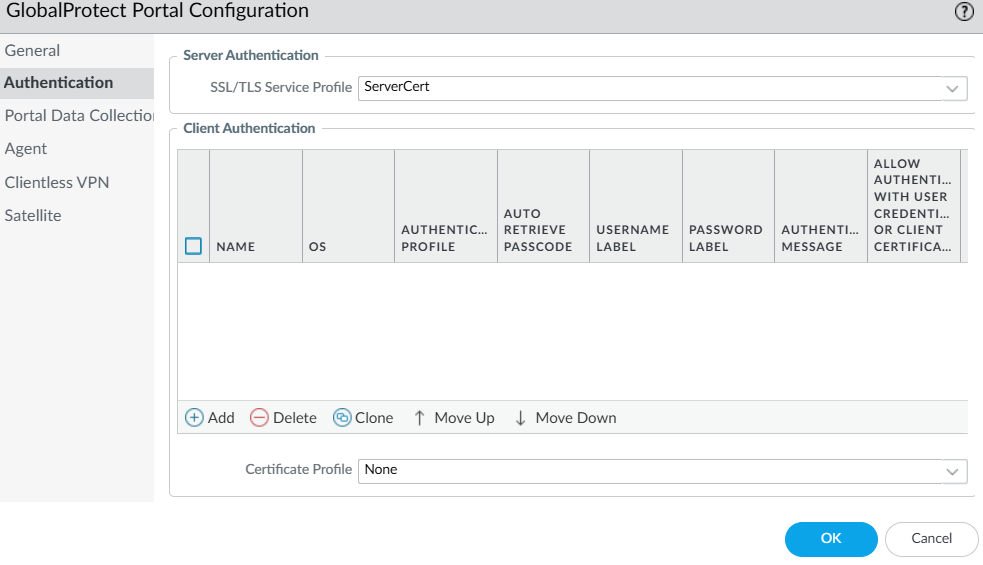 GlobalProtect Portal Configuration
?
General
Authentication
Portal Data Collection
Agent
Clientless VPN
Satellite
Server Authentication
SSL/TLS Service Profile
ServerCert
Client Authentication
NAME
OS
AUTHENTIC...
PROFILE
AUTO
RETRIEVE
PASSCODE
USERNAME
LABEL
PASSWORD
LABEL
AUTHENTI...
MESSAGE
ALLOW
AUTHENTI...
WITH USER
CREDENTI...
OR CLIENT
CERTIFICA...
Add Delete Clone Move Up Move Down
Certificate Profile
None
OK Cancel